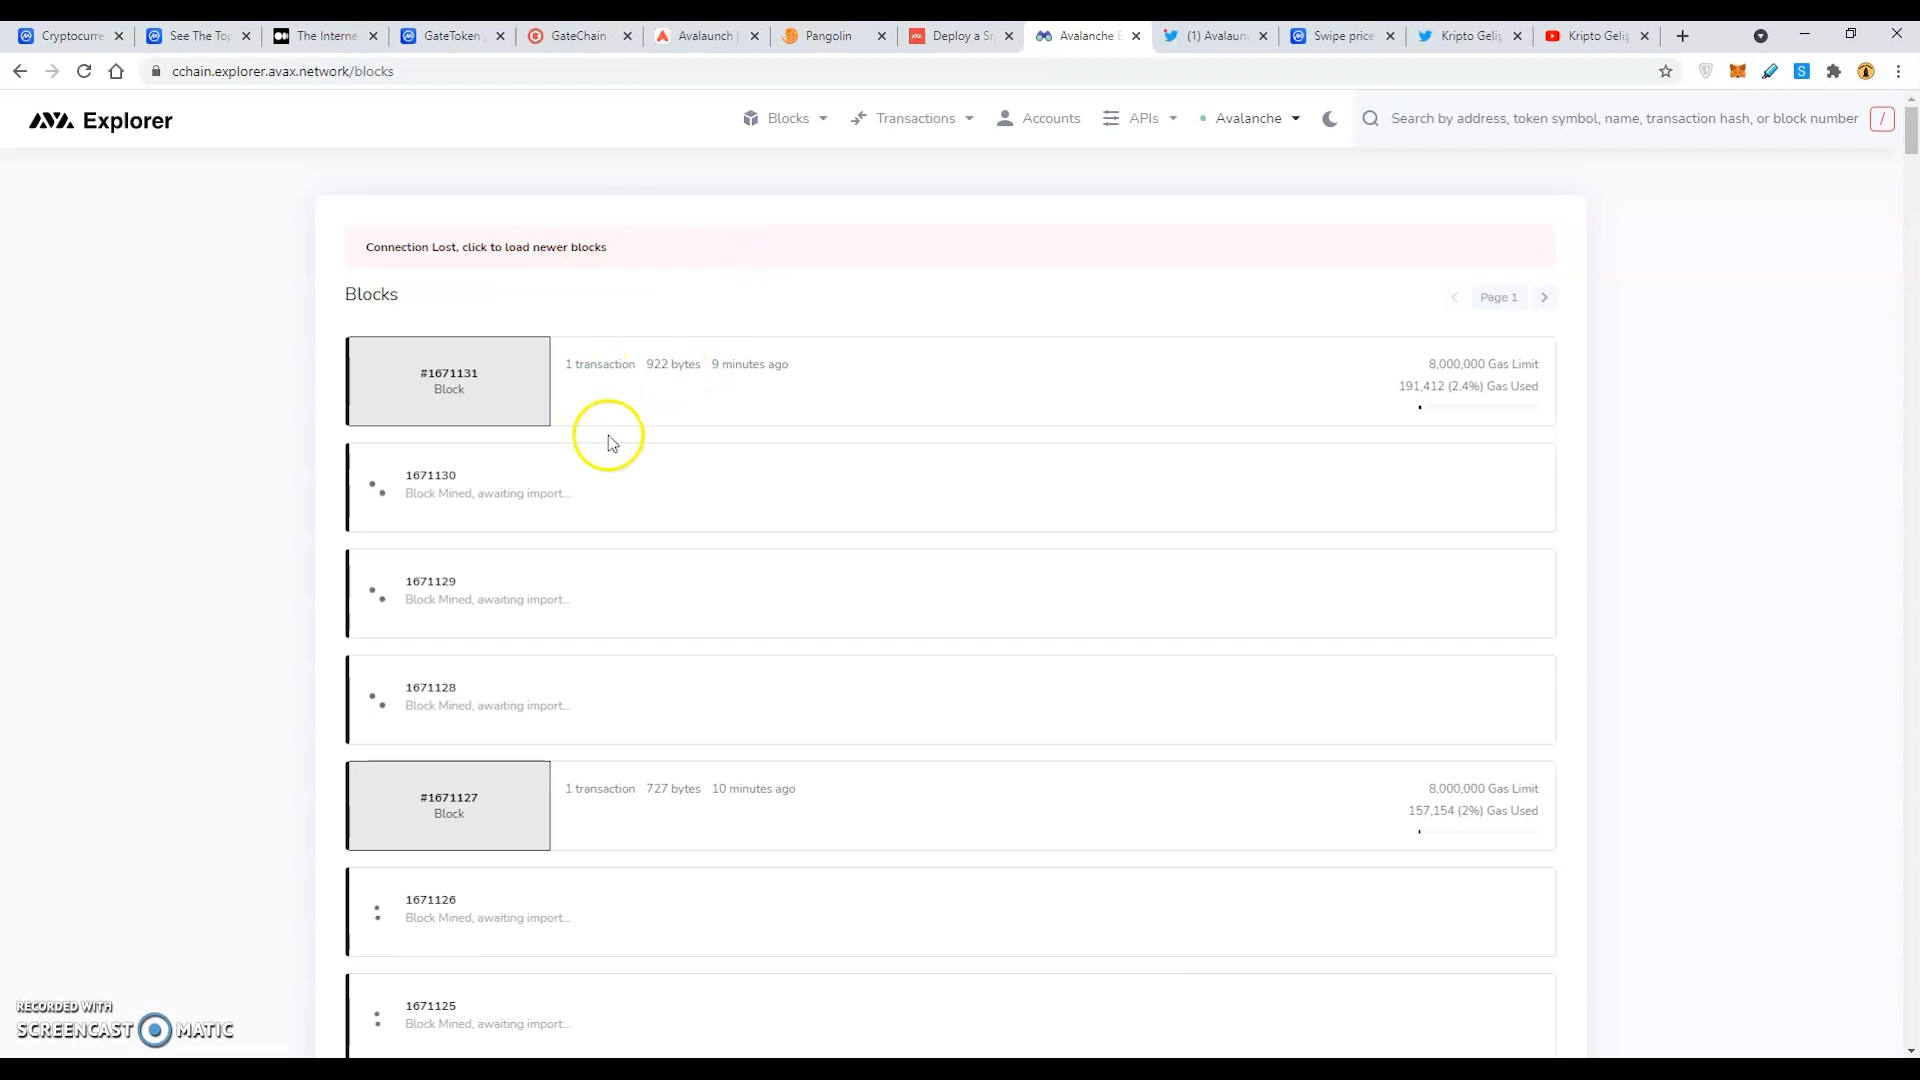 Cryptocurre
See The Top
The Interne
GateToken
GateChain
Avalaunch |
Pangolin
Deploy a Sm
Avalanche E
(1) Avalaun
Swipe price
Kripto Geliş
Kripto Geliş
cchain.explorer.avax.network/blocks
AVA Explorer
Blocks
Transactions
Accounts
APIs
Avalanche
Search by address, token symbol, name, transaction hash, or block number
/
Connection Lost, click to load newer blocks
Blocks
Page 1
#1671131
Block
1 transaction 922 bytes 9 minutes ago
8,000,000 Gas Limit
191,412 (2.4%) Gas Used
1671130
Block Mined, awaiting import...
1671129
Block Mined, awaiting import...
1671128
Block Mined, awaiting import...
#1671127
Block
1 transaction 727 bytes 10 minutes ago
8,000,000 Gas Limit
157,154 (2%) Gas Used
1671126
Block Mined, awaiting import...
1671125
Block Mined, awaiting import...
RECORDED WITH
SCREENCAST MATIC